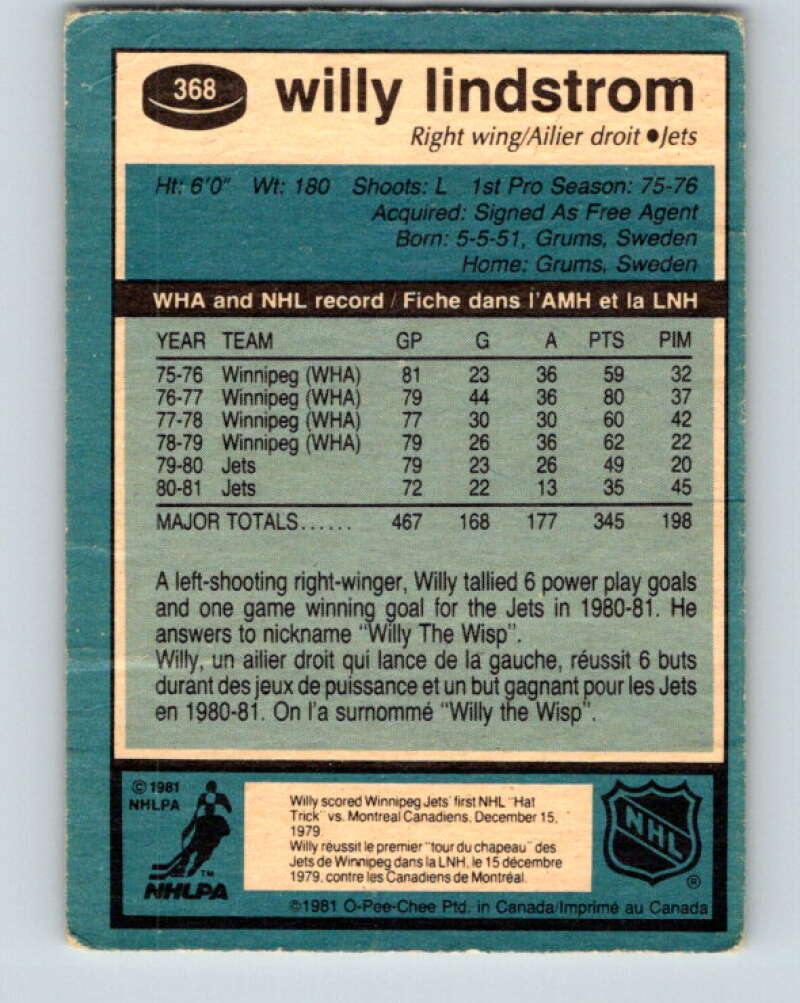 368 willy lindstrom
Right wing/Ailier droit ● Jets
Ht: 6'0" Wt: 180 Shoots: L 1st Pro Season: 75-76
Acquired: Signed As Free Agent
Born: 5-5-51, Grums, Sweden
Home: Grums, Sweden
WHA and NHL record / Fiche dans l'AMH et la LNH
YEAR TEAM GP G A PTS PIM
75-76 Winnipeg (WHA) 81 23 36 59 32
76-77 Winnipeg (WHA) 79 44 36 80 37
77-78 Winnipeg (WHA) 77 30 30 60 42
78-79 Winnipeg (WHA) 79 26 36 62 22
79-80 Jets 79 23 26 49 20
80-81 Jets 72 22 13 35 45
MAJOR TOTALS...... 467 168 177 345 198
A left-shooting right-winger, Willy tallied 6 power play goals
and one game winning goal for the Jets in 1980-81. He
answers to nickname "Willy The Wisp".
Willy, un ailier droit qui lance de la gauche, réussit 6 buts
durant des jeux de puissance et un but gagnant pour les Jets
en 1980-81. On l'a surnommé "Willy the Wisp".
© 1981
NHLPA
TM
NHLPA
Willy scored Winnipeg Jets' first NHL "Hat
Trick" vs. Montreal Canadiens, December 15,
1979.
Willy réussit le premier "tour du chapeau" des
Jets de Winnipeg dans la LNH, le 15 décembre
1979, contre les Canadiens de Montréal.
NHL
®
©1981 O-Pee-Chee Ptd. in Canada/Imprimé au Canada